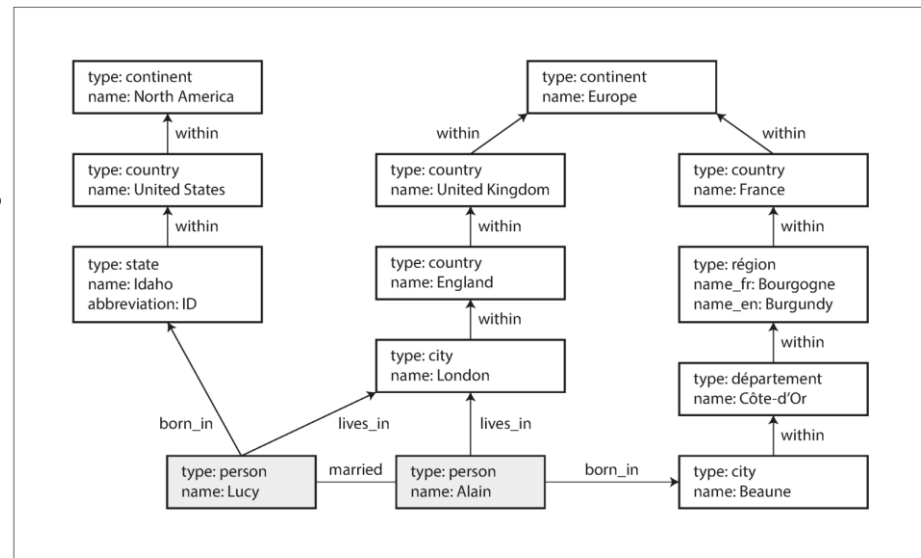 type: continent
name: North America
type: continent
name: Europe
within
within
within
type: country
name: United States
type: country
name: United Kingdom
type: country
name: France
within
within
within
type: state
name: Idaho
abbreviation: ID
type: country
name: England
type: région
name_fr: Bourgogne
name_en: Burgundy
within
within
type: city
name: London
type: département
name: Côte-d'Or
born_in
lives_in
lives_in
within
type: person
name: Lucy
married
type: person
name: Alain
born_in
type: city
name: Beaune